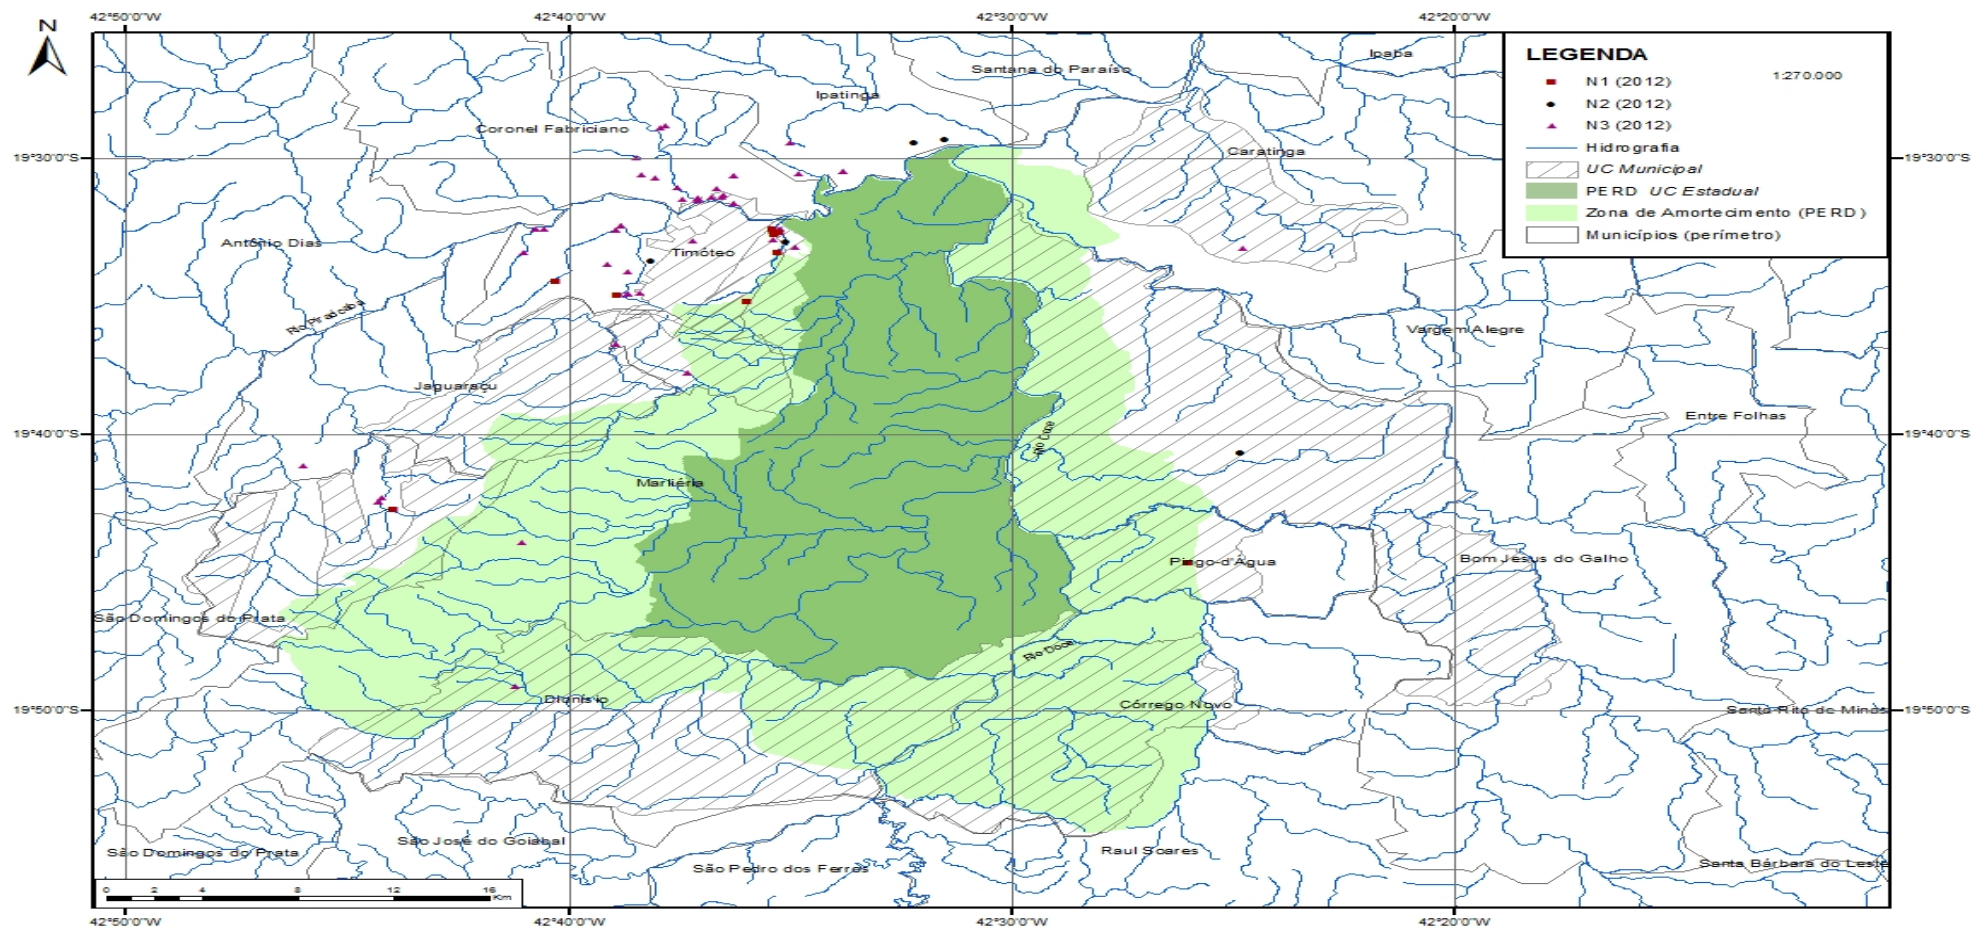 42°50'0"W 42°40'0"W 42°30'0"W 42°20'0"W
N
LEGENDA
1:270.000
N1 (2012)
N2 (2012)
N3 (2012)
Hidrografia
UC Municipal
PERD UC Estadual
Zona de Amortecimento (PERD)
Municípios (perímetro)
Ipaba
Santana do Paraíso
Ipatinga
Coronel Fabriciano
19°30'0"S 19°30'0"S
Caratinga
Antônio Dias
Timóteo
Rio Piracicaba
Vargem Alegre
Jaguaraçu
Entre Folhas
19°40'0"S 19°40'0"S
Rio Doce
Marliéria
Pingo-d'Água
Bom Jesus do Galho
São Domingos do Prata
Rio Doce
Dionísio
Córrego Novo
19°50'0"S 19°50'0"S
Santa Rita de Minas
São José do Goiabal
São Domingos do Prata
Raul Soares
São Pedro dos Ferros
Santa Bárbara do Leste
0 2 4 8 12 16
Km
42°50'0"W 42°40'0"W 42°30'0"W 42°20'0"W